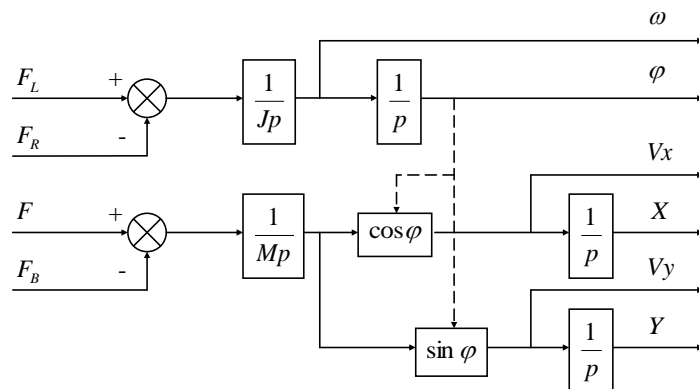 ω
F_L + 1/Jp 1/p φ
F_R -
Vx
F + 1/Mp cosφ 1/p X
F_B -
Vy
sin φ 1/p Y